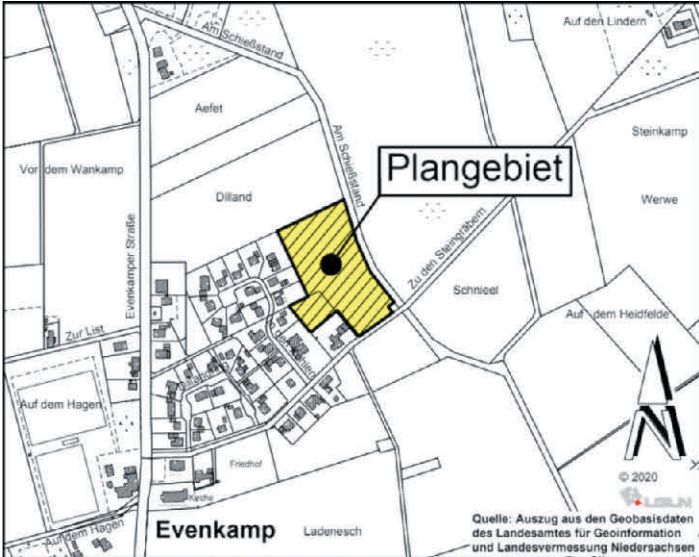 Auf den Lindern
Am Schießstand
Aefet
Steinkamp
Vor dem Wankamp
Plangebiet
Am Schießstand
Dilland
Werwe
Evenkamper Straße
Zu den Steingräbern
Schnieel
Auf dem Heidfelde
Zur List
Auf dem Hagen
© 2020
LGLN
Friedhof
Kirche
Auf dem Hagen
Evenkamp
Ladenesch
Quelle: Auszug aus den Geobasisdaten
des Landesamtes für Geoinformation
und Landesvermessung Niedersachsen